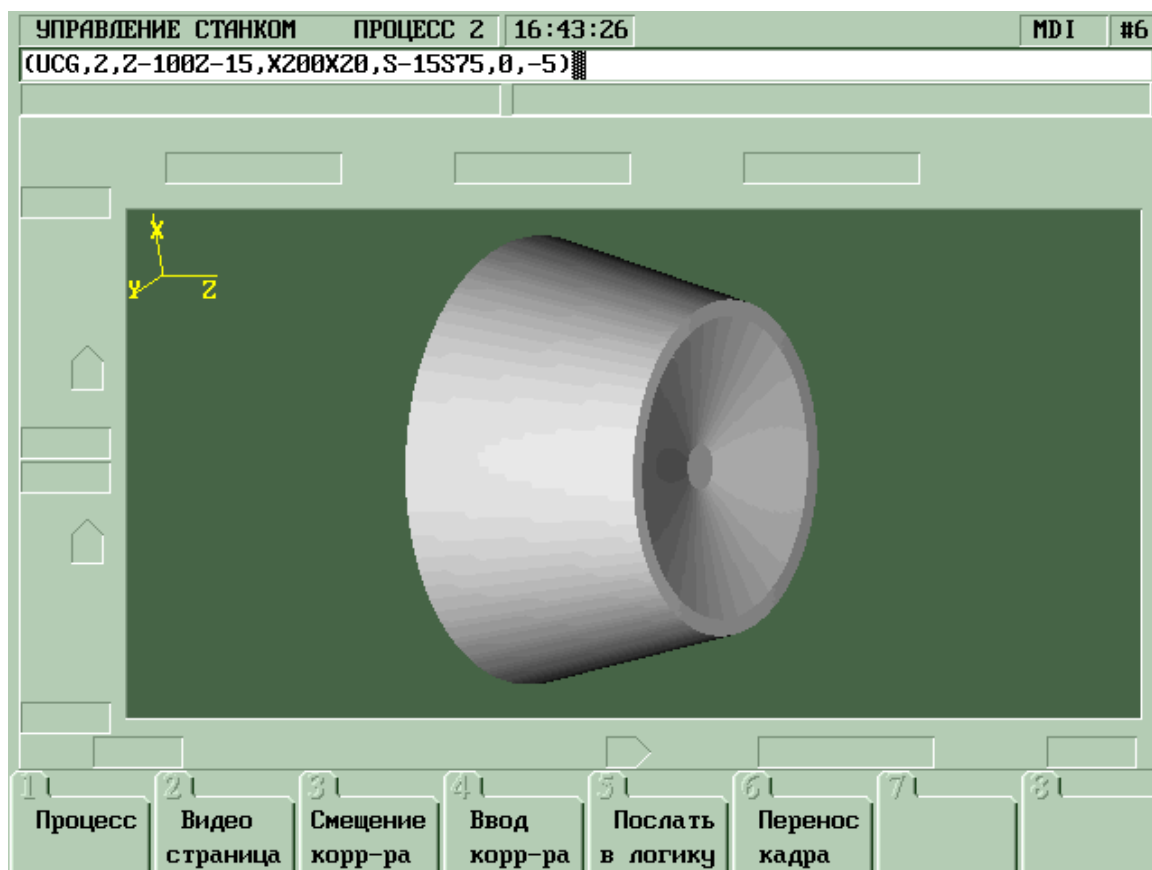 УПРАВЛЕНИЕ СТАНКОМ ПРОЦЕСС 2 16:43:26 MDI #6
(UCG,2,Z-100Z-15,X200X20,S-15S75,0,-5)
X
Y Z
1 2 3 4 5 6 7 8
Процесс Видео Смещение Ввод Послать Перенос
страница корр-ра корр-ра в логику кадра